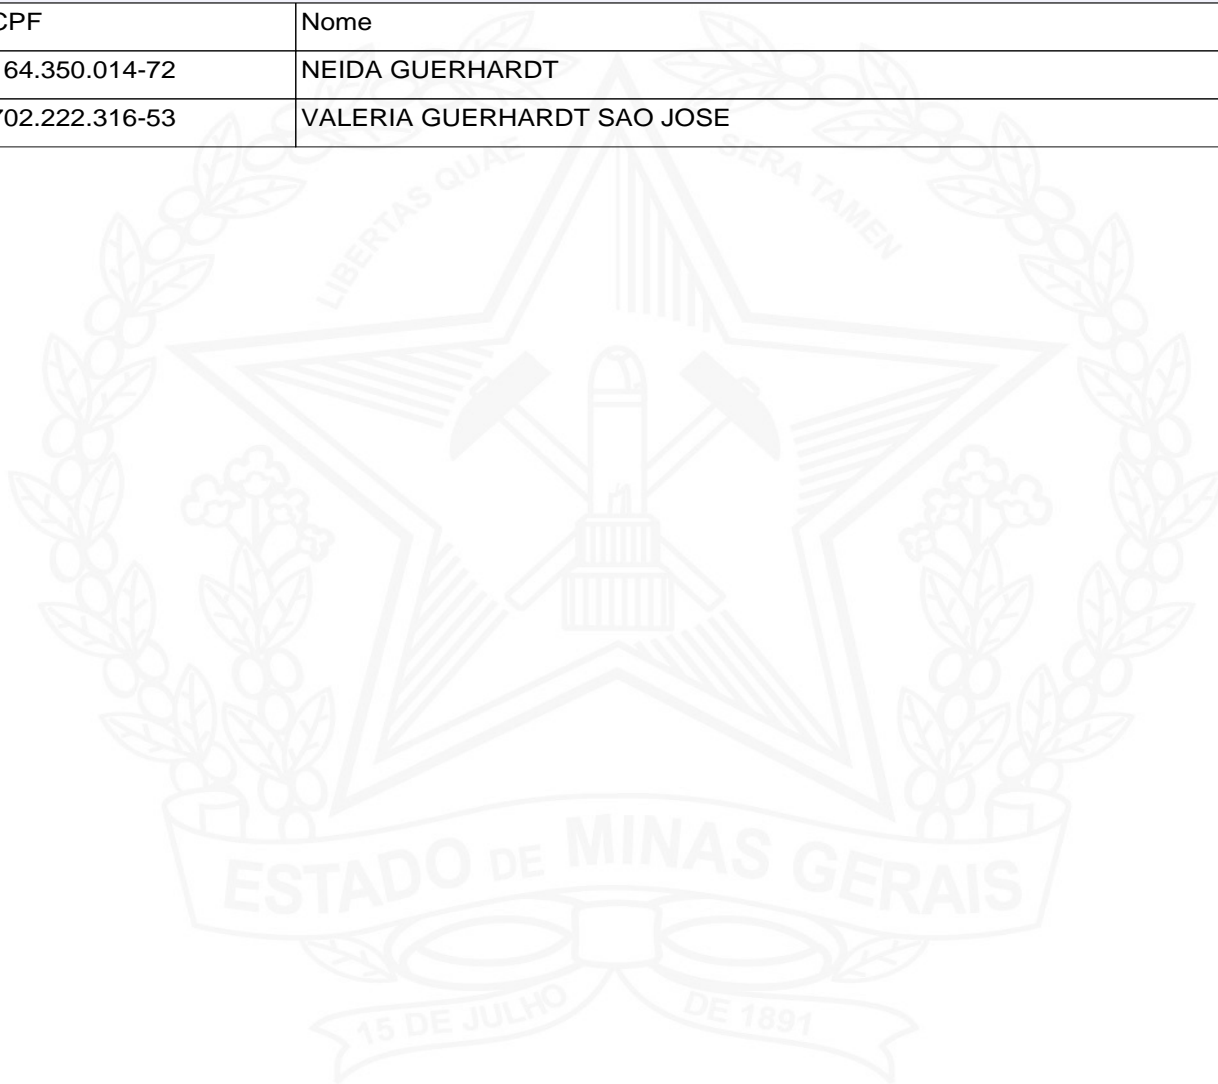 CPF Nome
164.350.014-72 NEIDA GUERHARDT
702.222.316-53 VALERIA GUERHARDT SAO JOSE
LIBERTAS QUAE SERA TAMEN
ESTADO DE MINAS GERAIS
15 DE JULHO DE 1891